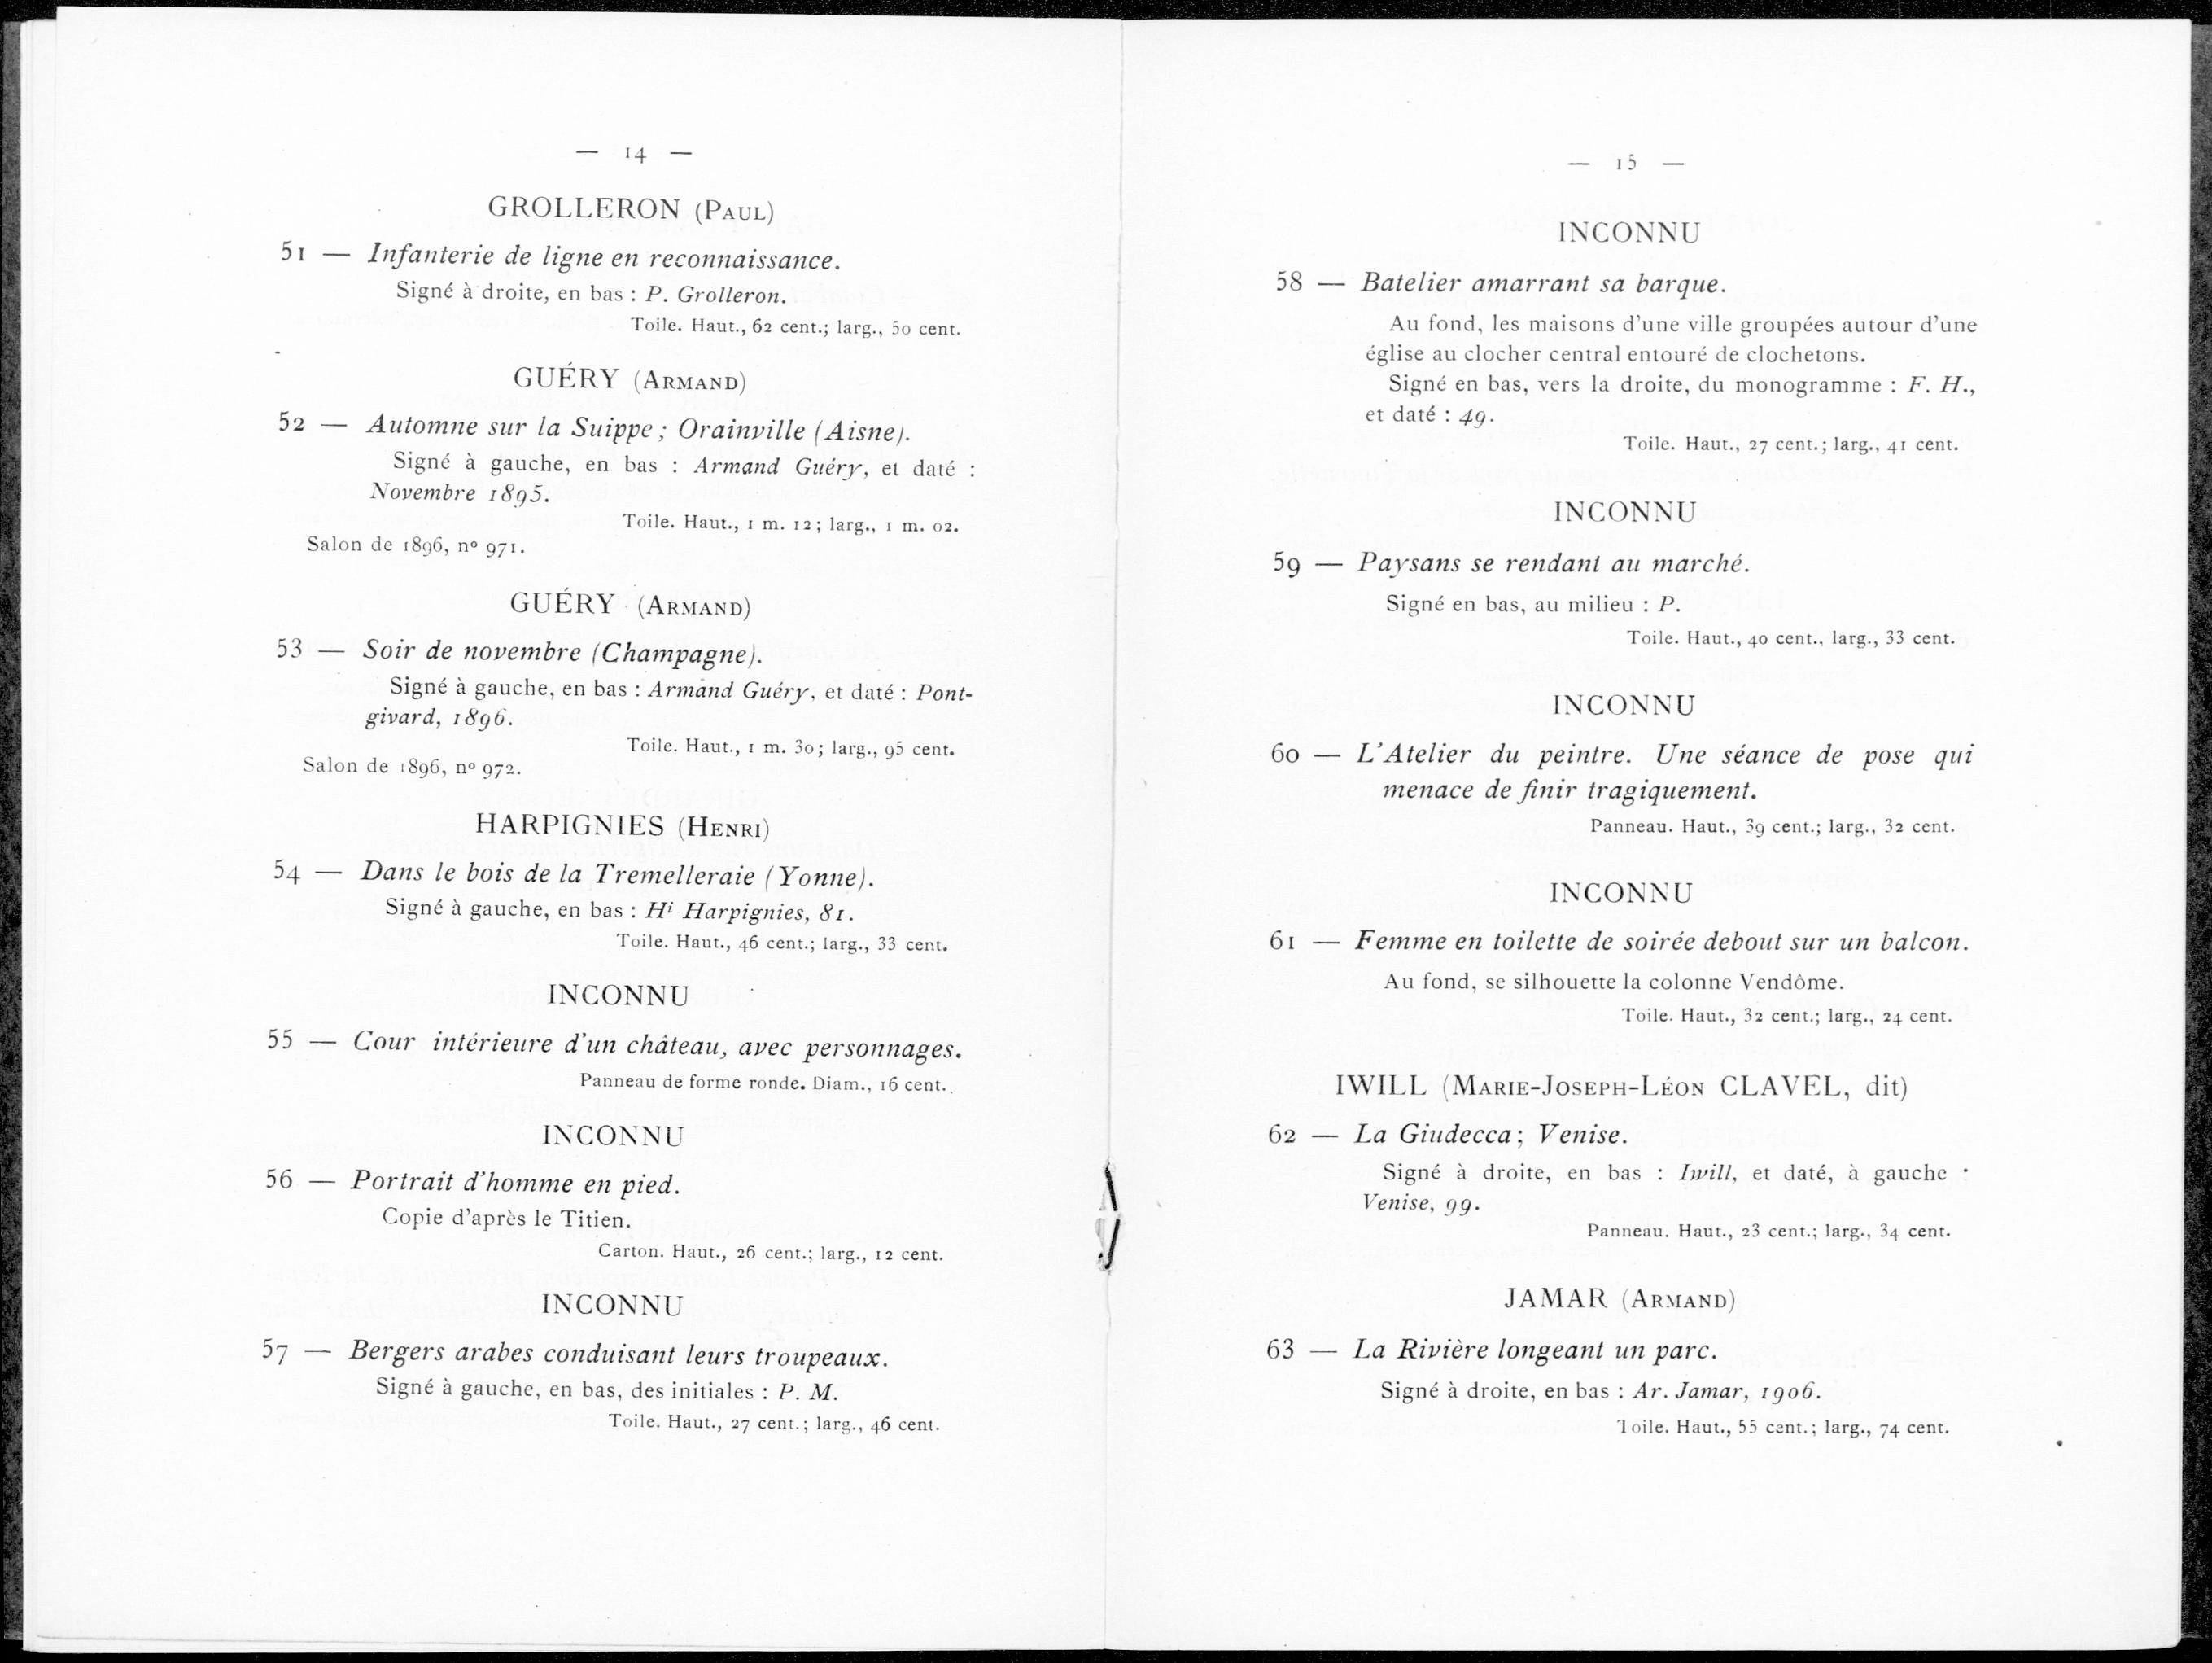 — 14 —
GROLLERON (PAUL)
51 — Infanterie de ligne en reconnaissance.
Signé à droite, en bas : P. Grolleron.
Toile. Haut., 62 cent.; larg., 50 cent.
GUÉRY (ARMAND)
52 — Automne sur la Suippe; Orainville (Aisne).
Signé à gauche, en bas : Armand Guéry, et daté :
Novembre 1895.
Toile. Haut., 1 m. 12; larg., 1 m. 02.
Salon de 1896, nº 971.
GUÉRY (ARMAND)
53 — Soir de novembre (Champagne).
Signé à gauche, en bas : Armand Guéry, et daté : Pont-
givard, 1896.
Toile. Haut., 1 m. 30; larg., 95 cent.
Salon de 1896, nº 972.
HARPIGNIES (HENRI)
54 — Dans le bois de la Tremelleraie (Yonne).
Signé à gauche, en bas : Hi Harpignies, 81.
Toile. Haut., 46 cent.; larg., 33 cent.
INCONNU
55 — Cour intérieure d'un château, avec personnages.
Panneau de forme ronde. Diam., 16 cent.
INCONNU
56 — Portrait d'homme en pied.
Copie d'après le Titien.
Carton. Haut., 26 cent.; larg., 12 cent.
INCONNU
57 — Bergers arabes conduisant leurs troupeaux.
Signé à gauche, en bas, des initiales : P. M.
Toile. Haut., 27 cent.; larg., 46 cent.
— 15 —
INCONNU
58 — Batelier amarrant sa barque.
Au fond, les maisons d'une ville groupées autour d'une
église au clocher central entouré de clochetons.
Signé en bas, vers la droite, du monogramme : F. H.,
et daté : 49.
Toile. Haut., 27 cent.; larg., 41 cent.
INCONNU
59 — Paysans se rendant au marché.
Signé en bas, au milieu : P.
Toile. Haut., 40 cent., larg., 33 cent.
INCONNU
60 — L'Atelier du peintre. Une séance de pose qui
menace de finir tragiquement.
Panneau. Haut., 39 cent.; larg., 32 cent.
INCONNU
61 — Femme en toilette de soirée debout sur un balcon.
Au fond, se silhouette la colonne Vendôme.
Toile. Haut., 32 cent.; larg., 24 cent.
IWILL (MARIE-JOSEPH-LÉON CLAVEL, dit)
62 — La Giudecca; Venise.
Signé à droite, en bas : Iwill, et daté, à gauche :
Venise, 99.
Panneau. Haut., 23 cent.; larg., 34 cent.
JAMAR (ARMAND)
63 — La Rivière longeant un parc.
Signé à droite, en bas : Ar. Jamar, 1906.
Toile. Haut., 55 cent.; larg., 74 cent.